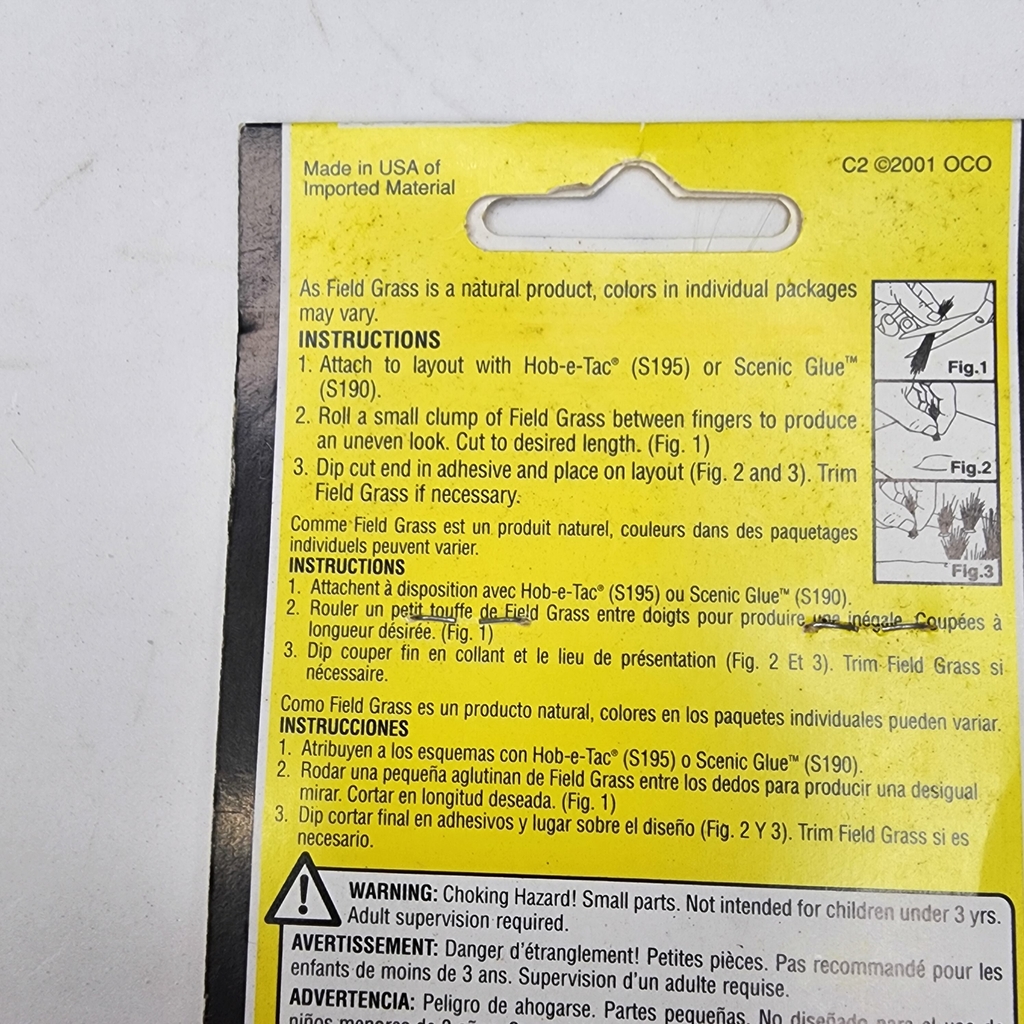 Made in USA of
Imported Material
C2 ©2001 OCO
As Field Grass is a natural product, colors in individual packages
may vary.
INSTRUCTIONS
1. Attach to layout with Hob-e-Tac® (S195) or Scenic Glue™
(S190).
2. Roll a small clump of Field Grass between fingers to produce
an uneven look. Cut to desired length. (Fig. 1)
3. Dip cut end in adhesive and place on layout (Fig. 2 and 3). Trim
Field Grass if necessary.
Fig.1
Fig.2
Fig.3
Comme Field Grass est un produit naturel, couleurs dans des paquetages
individuels peuvent varier.
INSTRUCTIONS
1. Attachent à disposition avec Hob-e-Tac® (S195) ou Scenic Glue™ (S190).
2. Rouler un petit touffe de Field Grass entre doigts pour produire une inégale Coupées à
longueur désirée. (Fig. 1)
3. Dip couper fin en collant et le lieu de présentation (Fig. 2 Et 3). Trim Field Grass si
nécessaire.
Como Field Grass es un producto natural, colores en los paquetes individuales pueden variar.
INSTRUCCIONES
1. Atribuyen a los esquemas con Hob-e-Tac® (S195) o Scenic Glue™ (S190).
2. Rodar una pequeña aglutinan de Field Grass entre los dedos para producir una desigual
mirar. Cortar en longitud deseada. (Fig. 1)
3. Dip cortar final en adhesivos y lugar sobre el diseño (Fig. 2 Y 3). Trim Field Grass si es
necesario.
WARNING: Choking Hazard! Small parts. Not intended for children under 3 yrs.
Adult supervision required.
AVERTISSEMENT: Danger d'étranglement! Petites pièces. Pas recommandé pour les
enfants de moins de 3 ans. Supervision d'un adulte requise.
ADVERTENCIA: Peligro de ahogarse. Partes pequeñas. No diseñado para el uso de
niños menores de 3 años.